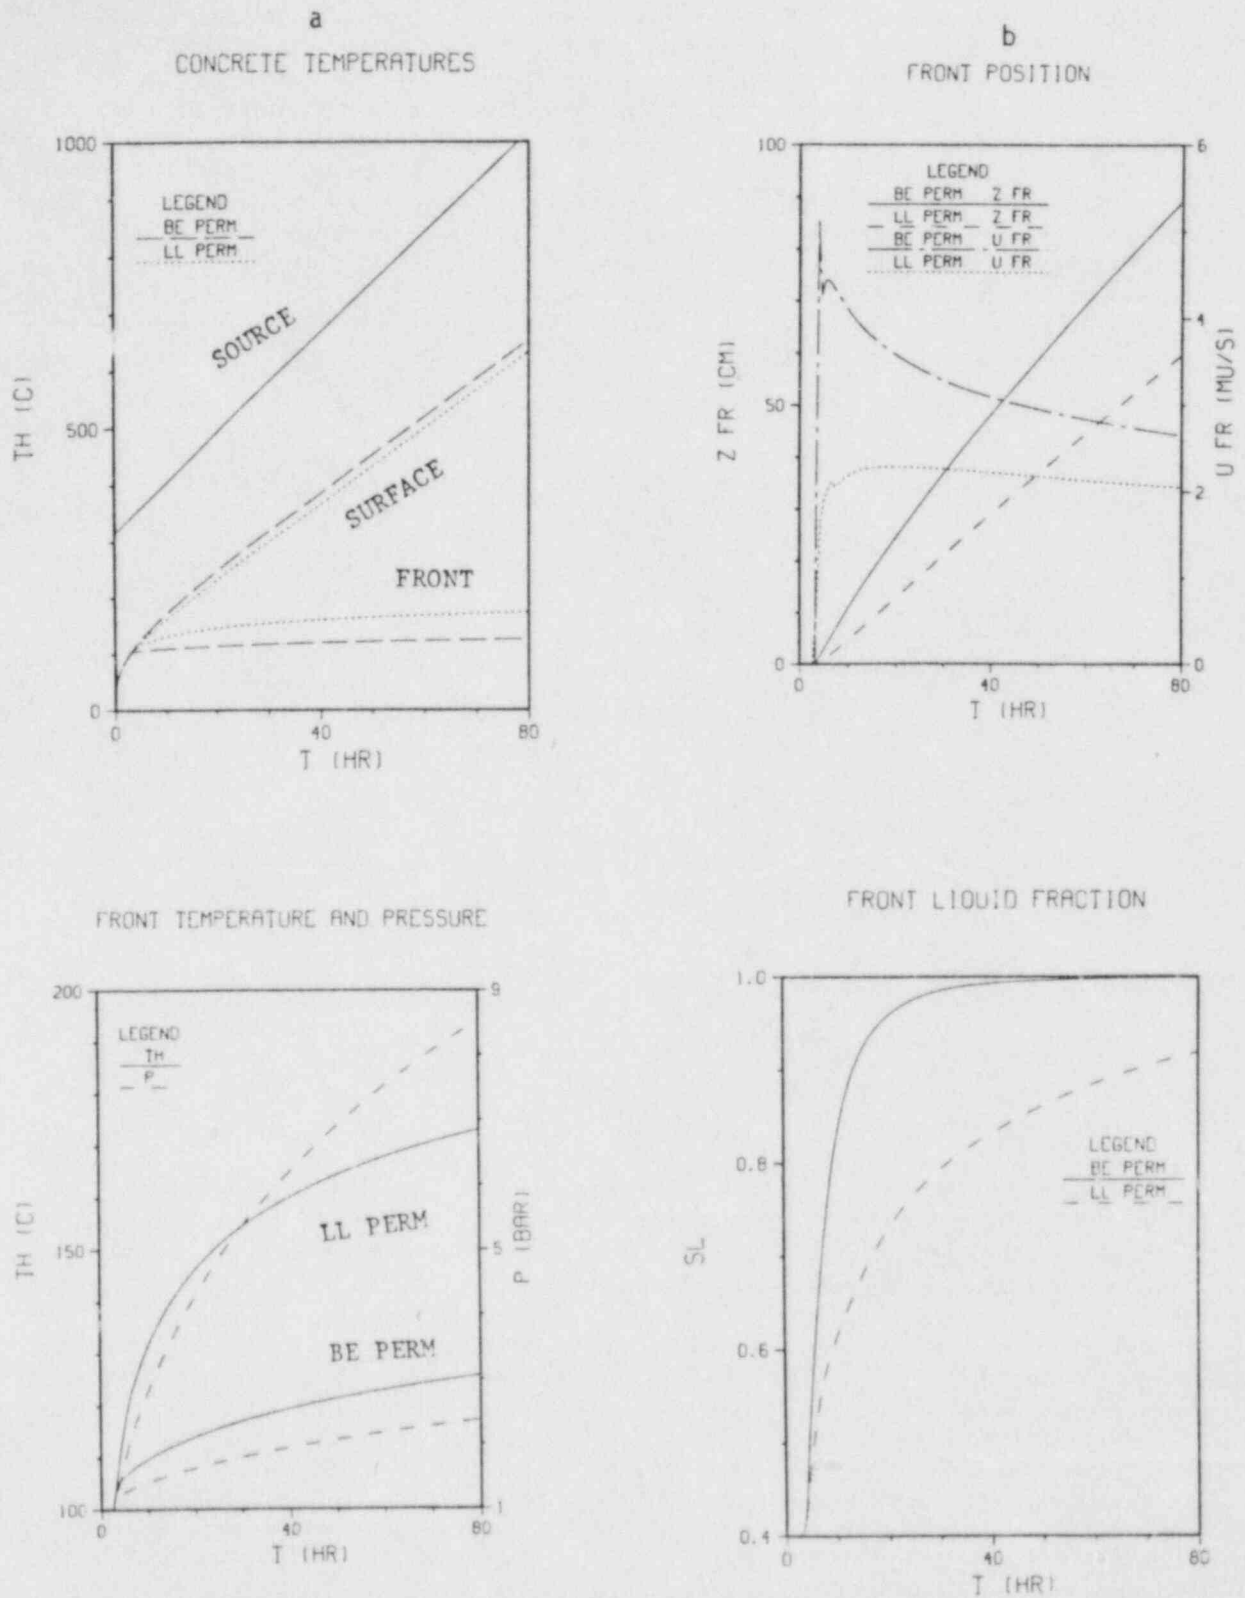 a
CONCRETE TEMPERATURES
1000
LEGEND
BE PERM
LL PERM
SOURCE
TH (C)
500
SURFACE
FRONT
0
0
40
80
T (HR)
b
FRONT POSITION
100
6
LEGEND
BE PERM Z FR
LL PERM Z FR
BE PERM U FR
LL PERM U FR
4
Z FR (CM)
50
U FR (MU/S)
2
0
0
0
40
80
T (HR)
FRONT TEMPERATURE AND PRESSURE
200
9
LEGEND
TH
P
TH (C)
LL PERM
150
5
P (BAR)
BE PERM
100
1
0
40
80
T (HR)
FRONT LIQUID FRACTION
1.0
LEGEND
BE PERM
LL PERM
0.8
SL
0.6
0.4
0
40
80
T (HR)